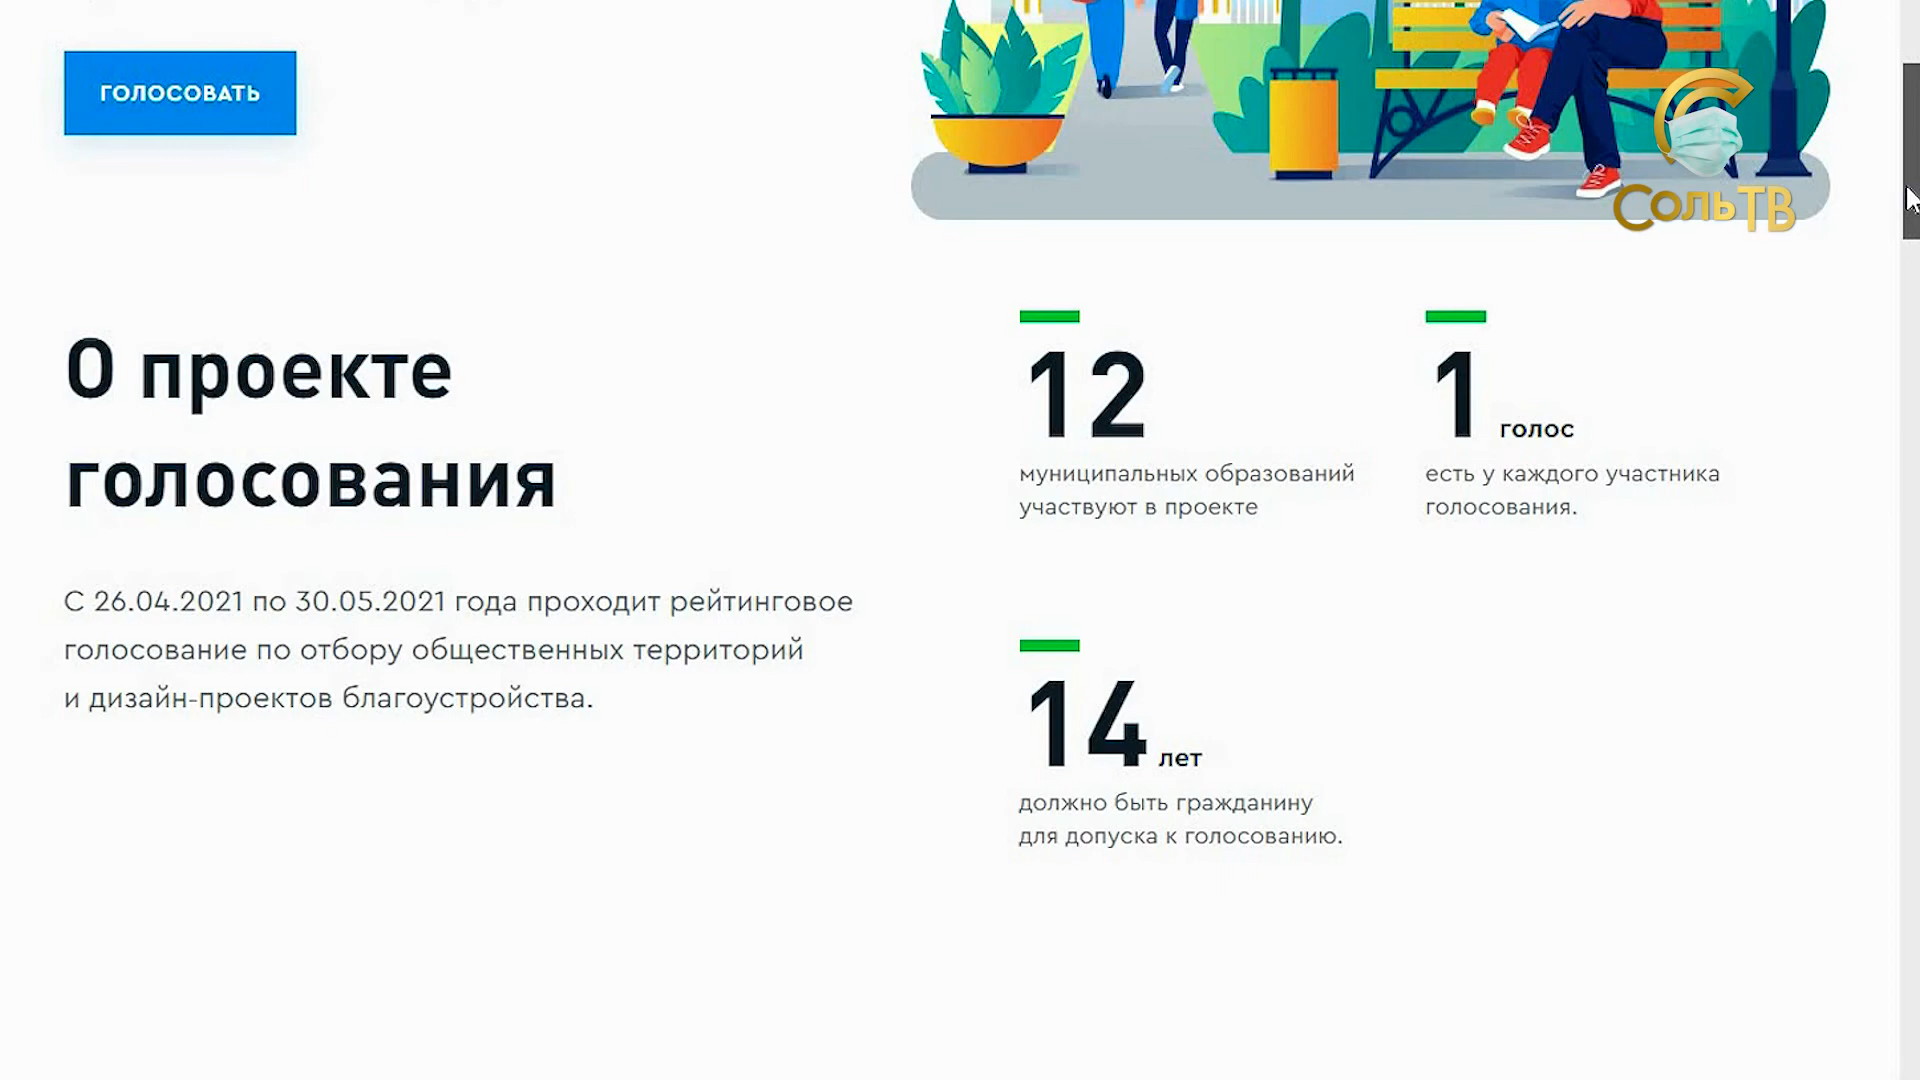 ГОЛОСОВАТЬ
СольТВ
О проекте
голосования
С 26.04.2021 по 30.05.2021 года проходит рейтинговое
голосование по отбору общественных территорий
и дизайн-проектов благоустройства.
12
муниципальных образований
участвуют в проекте
1 голос
есть у каждого участника
голосования.
14 лет
должно быть гражданину
для допуска к голосованию.